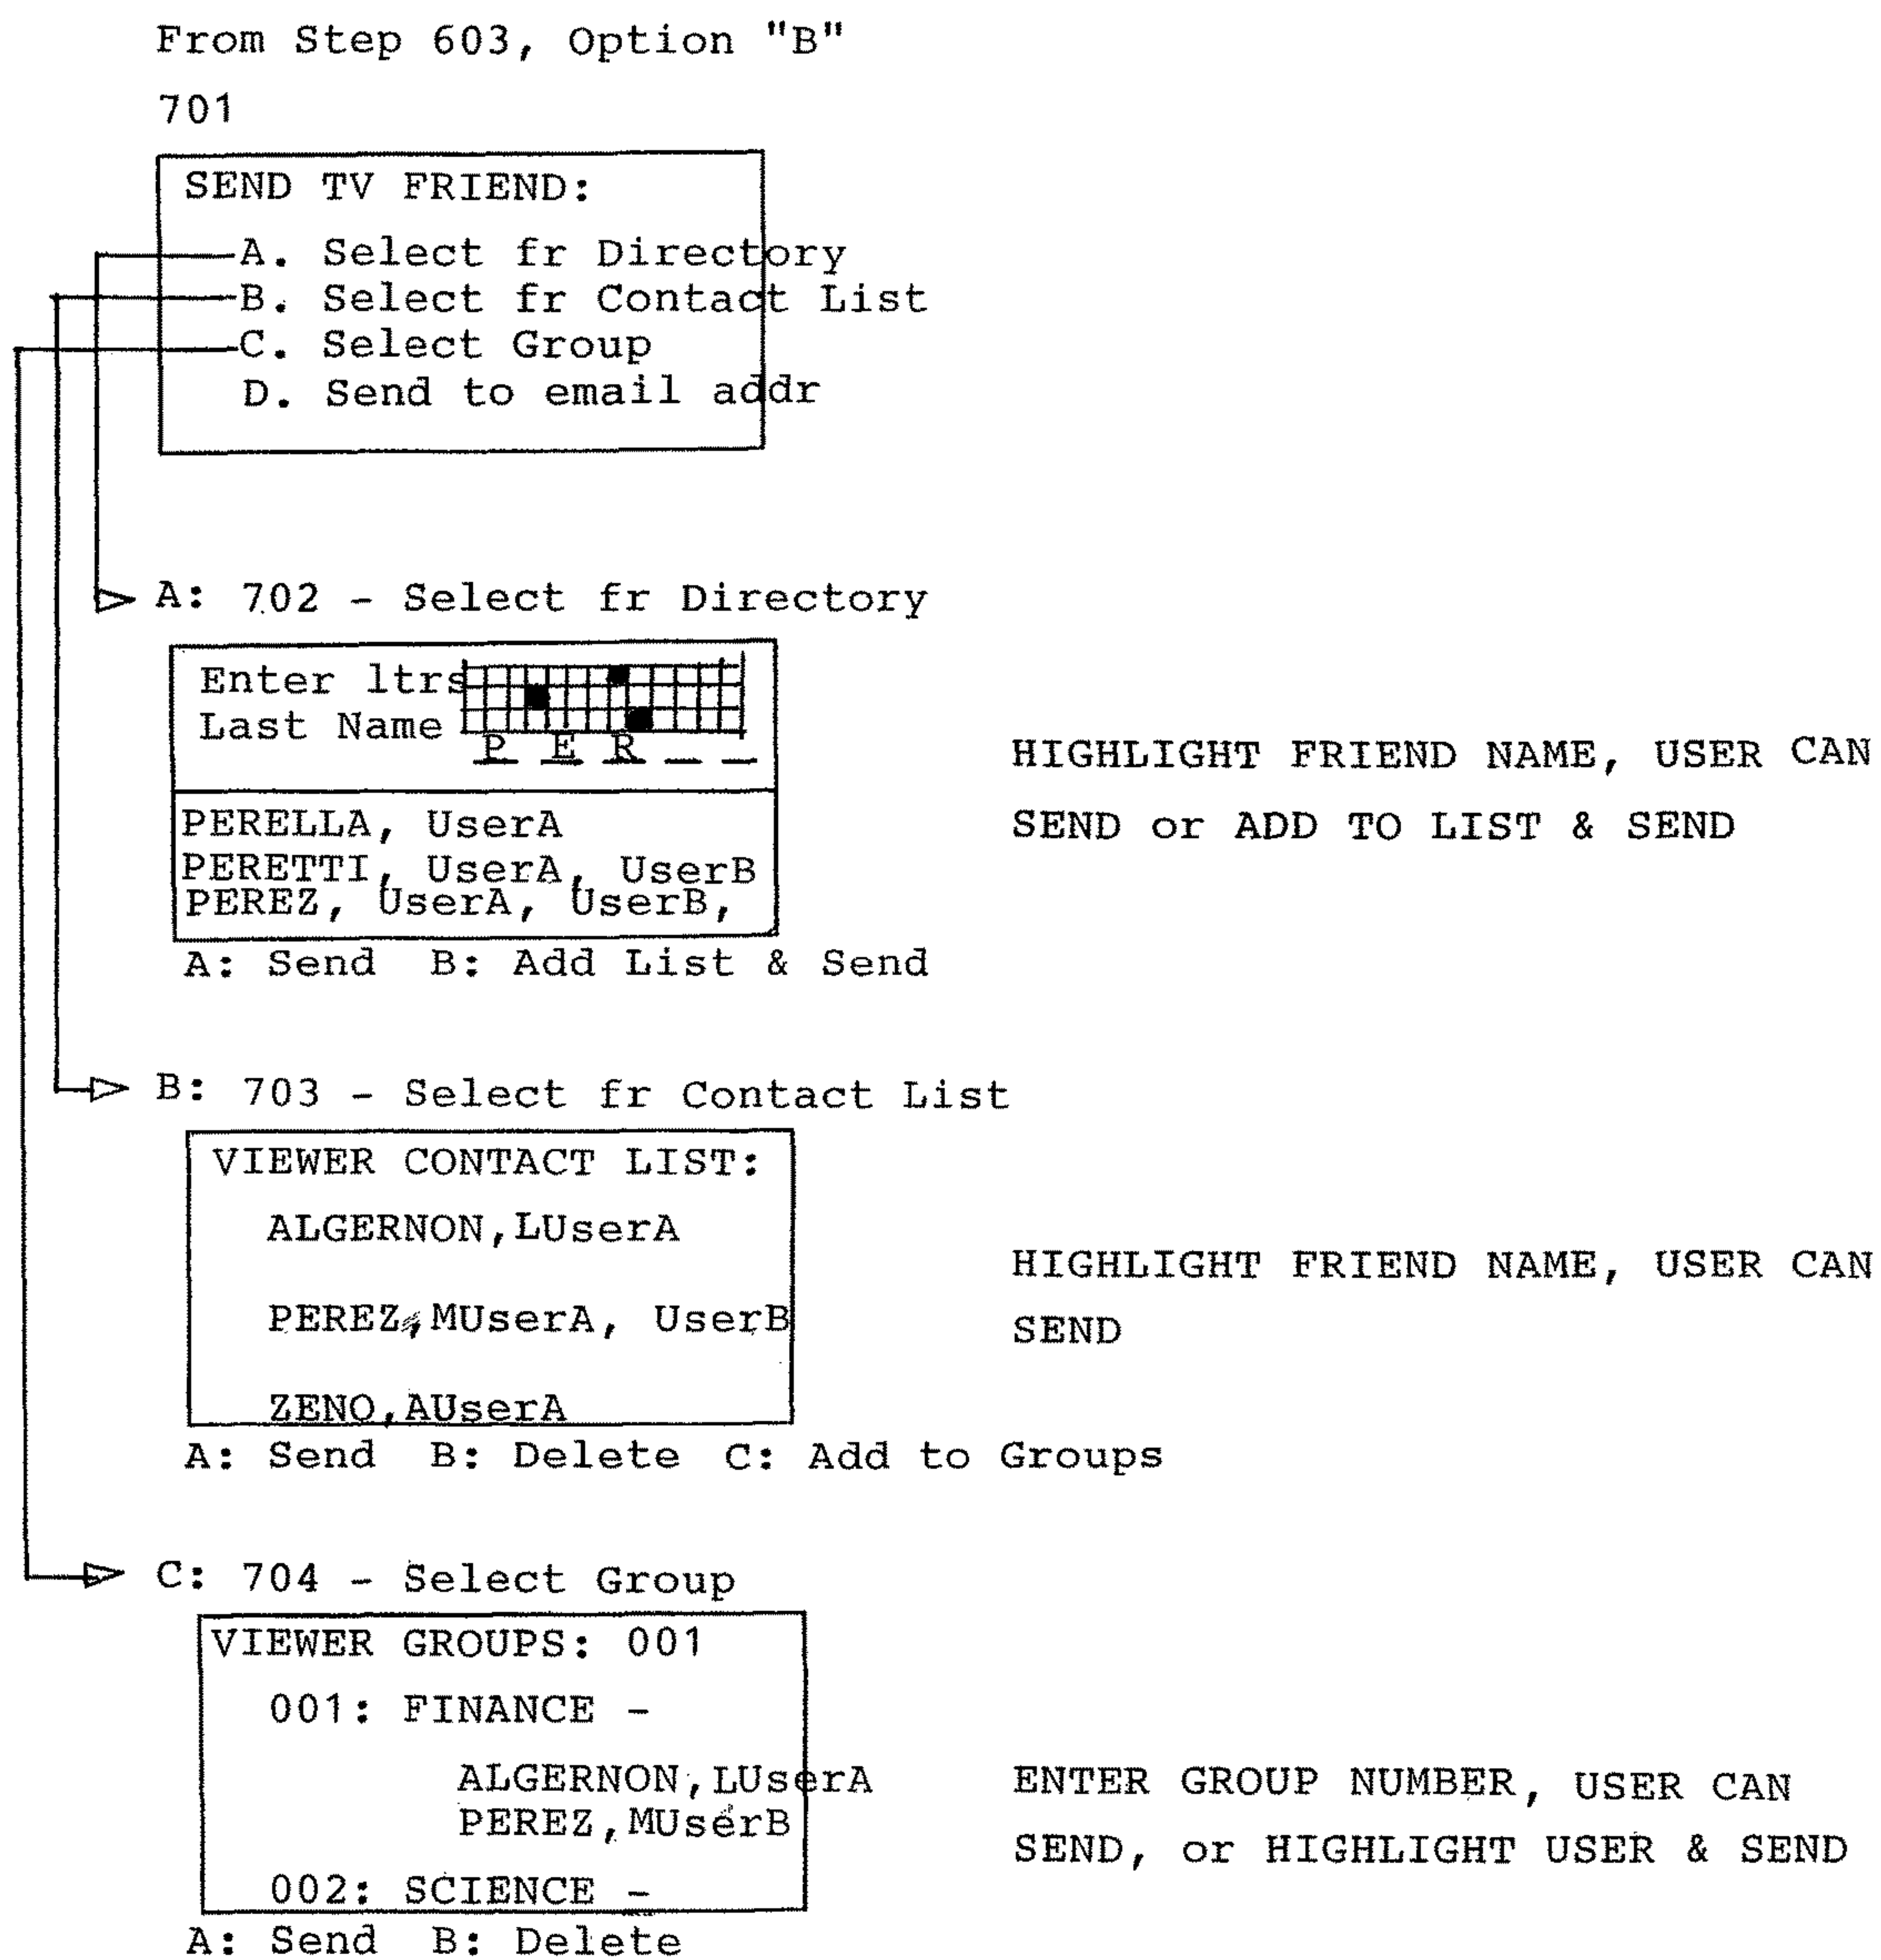 From Step 603, Option "B"
701
SEND TV FRIEND:
A. Select fr Directory
B. Select fr Contact List
C. Select Group
D. Send to email addr
A: 702 - Select fr Directory
Enter ltrs
Last Name
P E R _ _
PERELLA, UserA
PERETTI, UserA, UserB
PEREZ, UserA, UserB,
A: Send B: Add List & Send
HIGHLIGHT FRIEND NAME, USER CAN
SEND or ADD TO LIST & SEND
B: 703 - Select fr Contact List
VIEWER CONTACT LIST:
ALGERNON,LUserA
PEREZ,MUserA, UserB
ZENO,AUserA
A: Send B: Delete C: Add to Groups
HIGHLIGHT FRIEND NAME, USER CAN
SEND
C: 704 - Select Group
VIEWER GROUPS: 001
001: FINANCE -
ALGERNON,LUserA
PEREZ,MUserB
002: SCIENCE -
A: Send B: Delete
ENTER GROUP NUMBER, USER CAN
SEND, or HIGHLIGHT USER & SEND